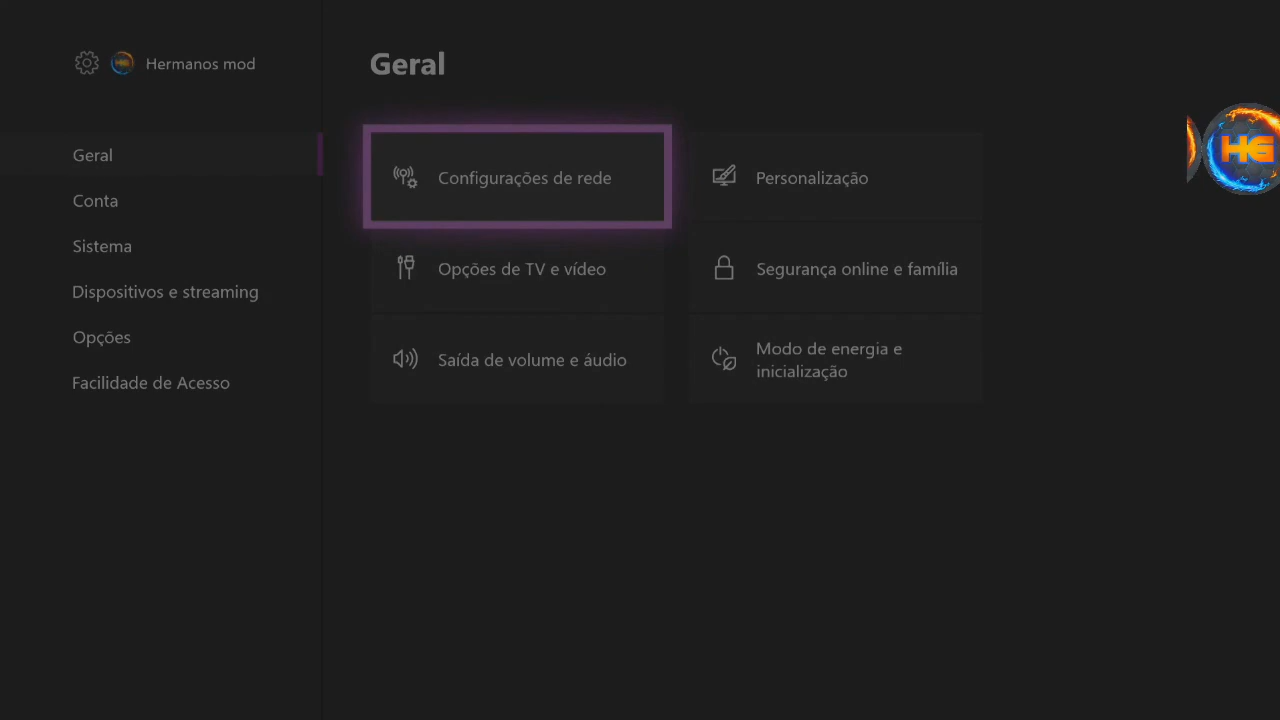 Hermanos mod
Geral
Conta
Sistema
Dispositivos e streaming
Opções
Facilidade de Acesso
Geral
Configurações de rede
Personalização
Opções de TV e vídeo
Segurança online e família
Saída de volume e áudio
Modo de energia e
inicialização
HG